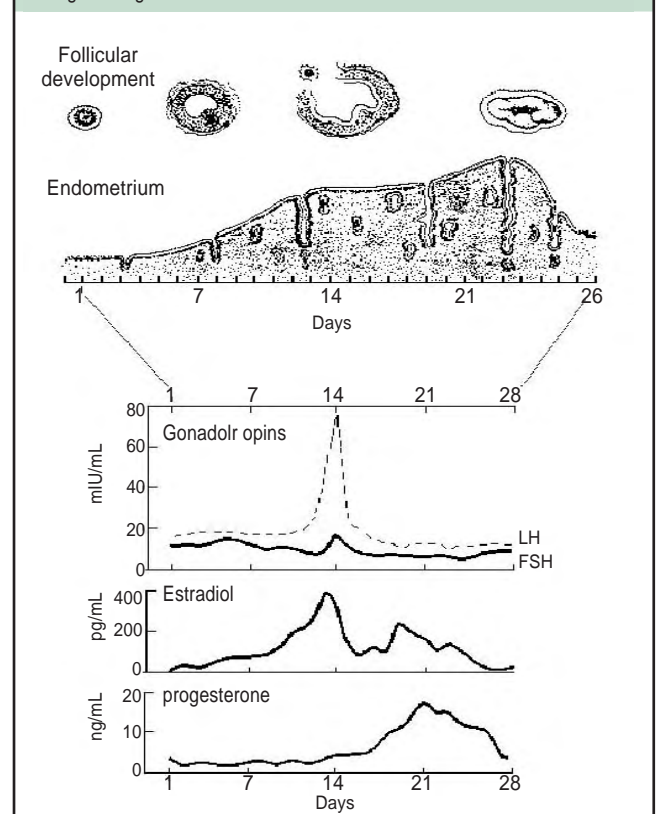 Follicular
development
Endometrium
1 7 14 21 26
Days
1 7 14 21 28
80
60
40
20
0
mIU/mL
Gonadolr opins
LH
FSH
400
200
0
pg/mL
Estradiol
20
10
0
ng/mL
progesterone
1 7 14 21 28
Days